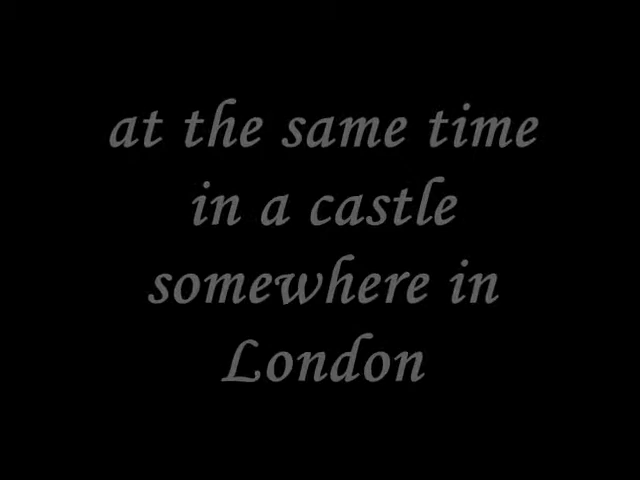 at the same time
in a castle
somewhere in
London